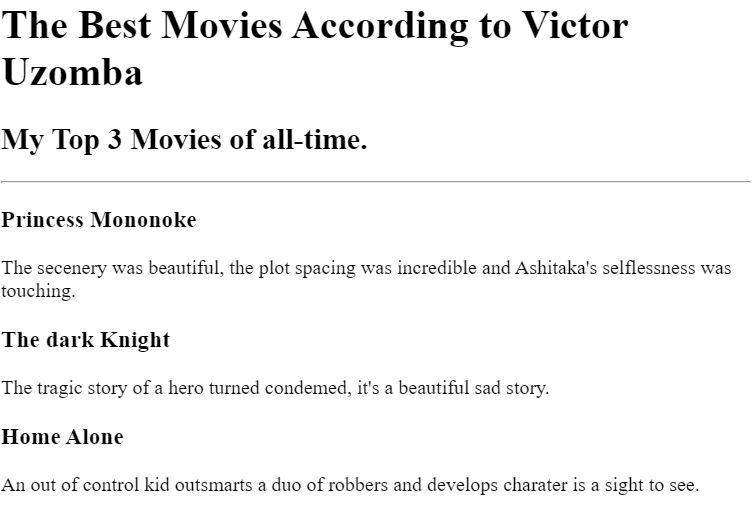 The Best Movies According to Victor
Uzomba
My Top 3 Movies of all-time.
Princess Mononoke
The secenery was beautiful, the plot spacing was incredible and Ashitaka's selflessness was
touching.
The dark Knight
The tragic story of a hero turned condemed, it's a beautiful sad story.
Home Alone
An out of control kid outsmarts a duo of robbers and develops charater is a sight to see.